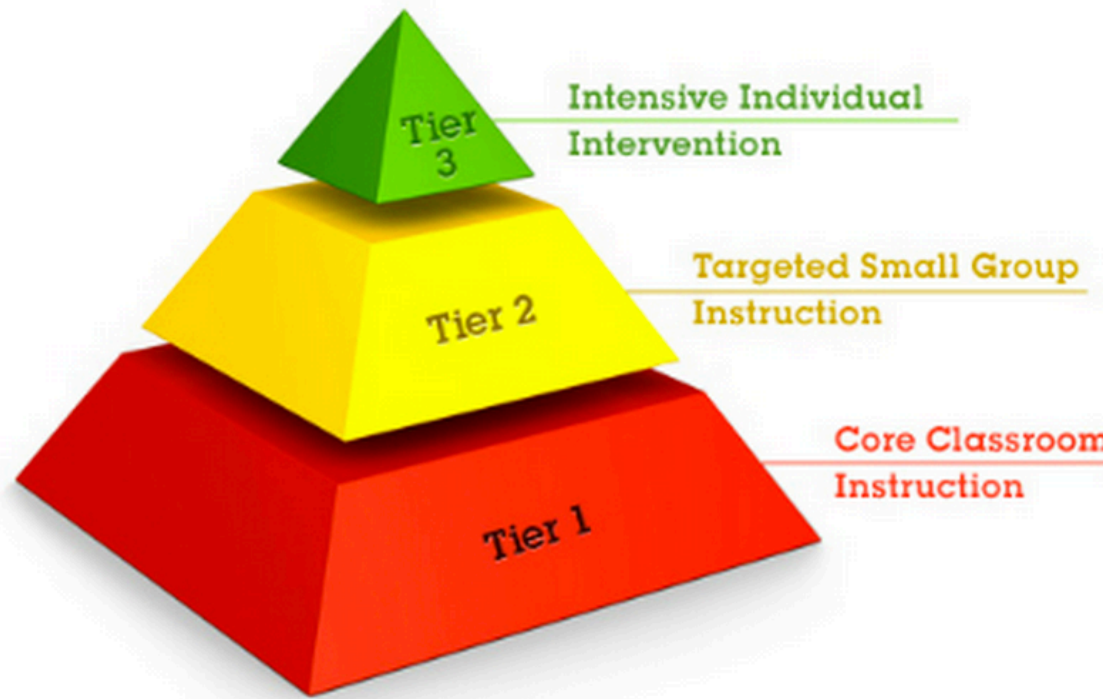 Tier
3
Intensive Individual
Intervention
Tier 2
Targeted Small Group
Instruction
Tier 1
Core Classroom
Instruction